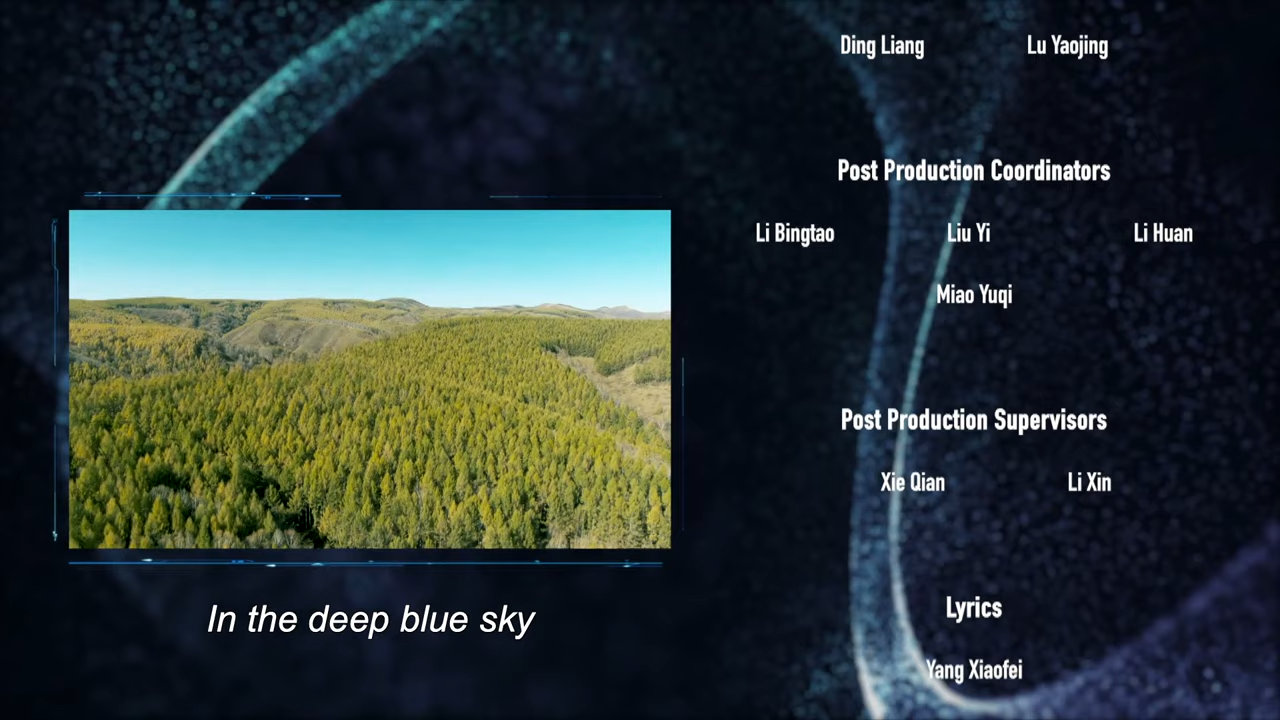 Ding Liang Lu Yaojing
Post Production Coordinators
Li Bingtao Liu Yi Li Huan
Miao Yuqi
Post Production Supervisors
Xie Qian Li Xin
Lyrics
Yang Xiaofei
In the deep blue sky